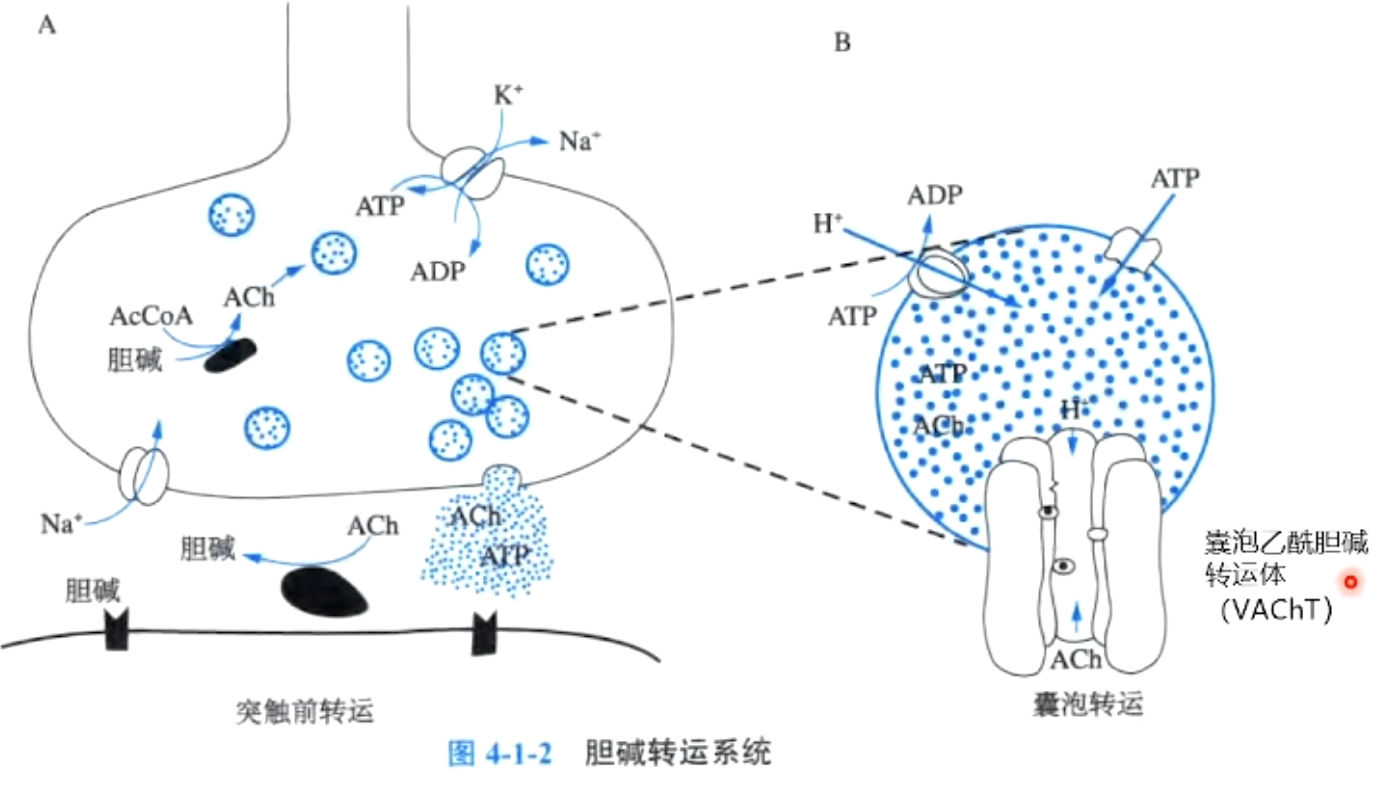 A
K⁺
Na⁺
ATP
ADP
ACh
AcCoA
胆碱
Na⁺
胆碱
ACh
ACh
ATP
胆碱
突触前转运
B
ADP
ATP
H⁺
ATP
ATP
ACh
H⁺
囊泡乙酰胆碱
转运体
（VAChT）
ACh
囊泡转运
图 4-1-2 胆碱转运系统